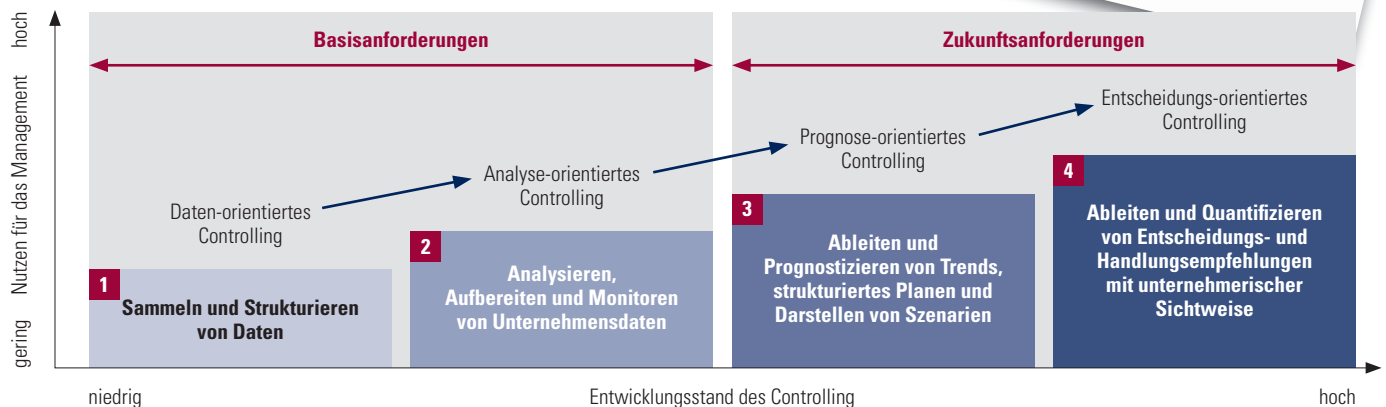 Basisanforderungen
Zukunftsanforderungen
hoch
Nutzen für das Management
gering
Daten-orientiertes
Controlling
Analyse-orientiertes
Controlling
Prognose-orientiertes
Controlling
Entscheidungs-orientiertes
Controlling
1
Sammeln und Strukturieren
von Daten
2
Analysieren,
Aufbereiten und Monitoren
von Unternehmensdaten
3
Ableiten und
Prognostizieren von Trends,
strukturiertes Planen und
Darstellen von Szenarien
4
Ableiten und Quantifizieren
von Entscheidungs- und
Handlungsempfehlungen
mit unternehmerischer
Sichtweise
niedrig
Entwicklungsstand des Controlling
hoch